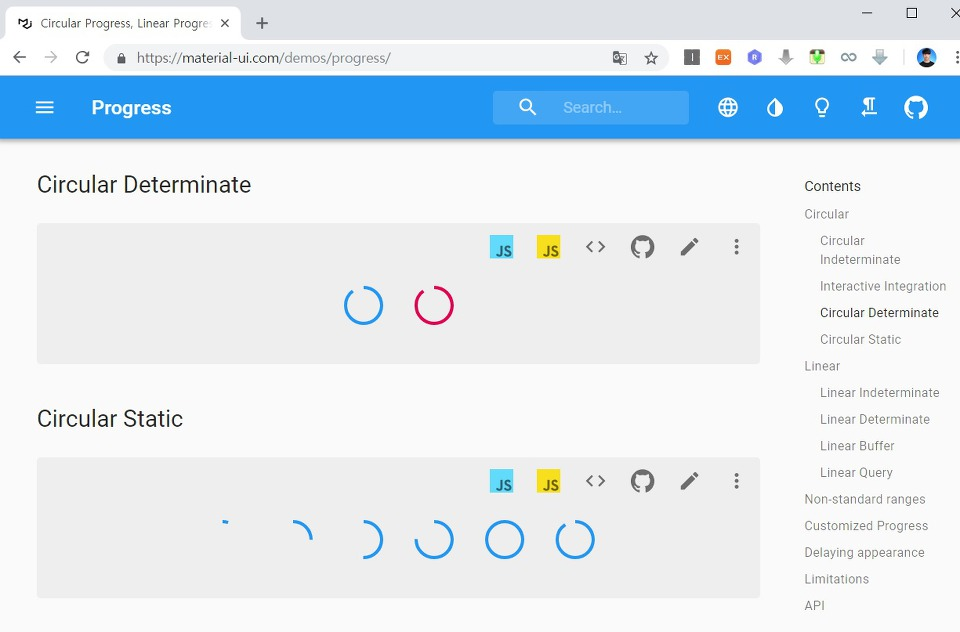 Circular Progress, Linear Progre
https://material-ui.com/demos/progress/
I
EX
R
Progress
Search...
Circular Determinate
JS
JS
Circular Static
JS
JS
Contents
Circular
Circular
Indeterminate
Interactive Integration
Circular Determinate
Circular Static
Linear
Linear Indeterminate
Linear Determinate
Linear Buffer
Linear Query
Non-standard ranges
Customized Progress
Delaying appearance
Limitations
API